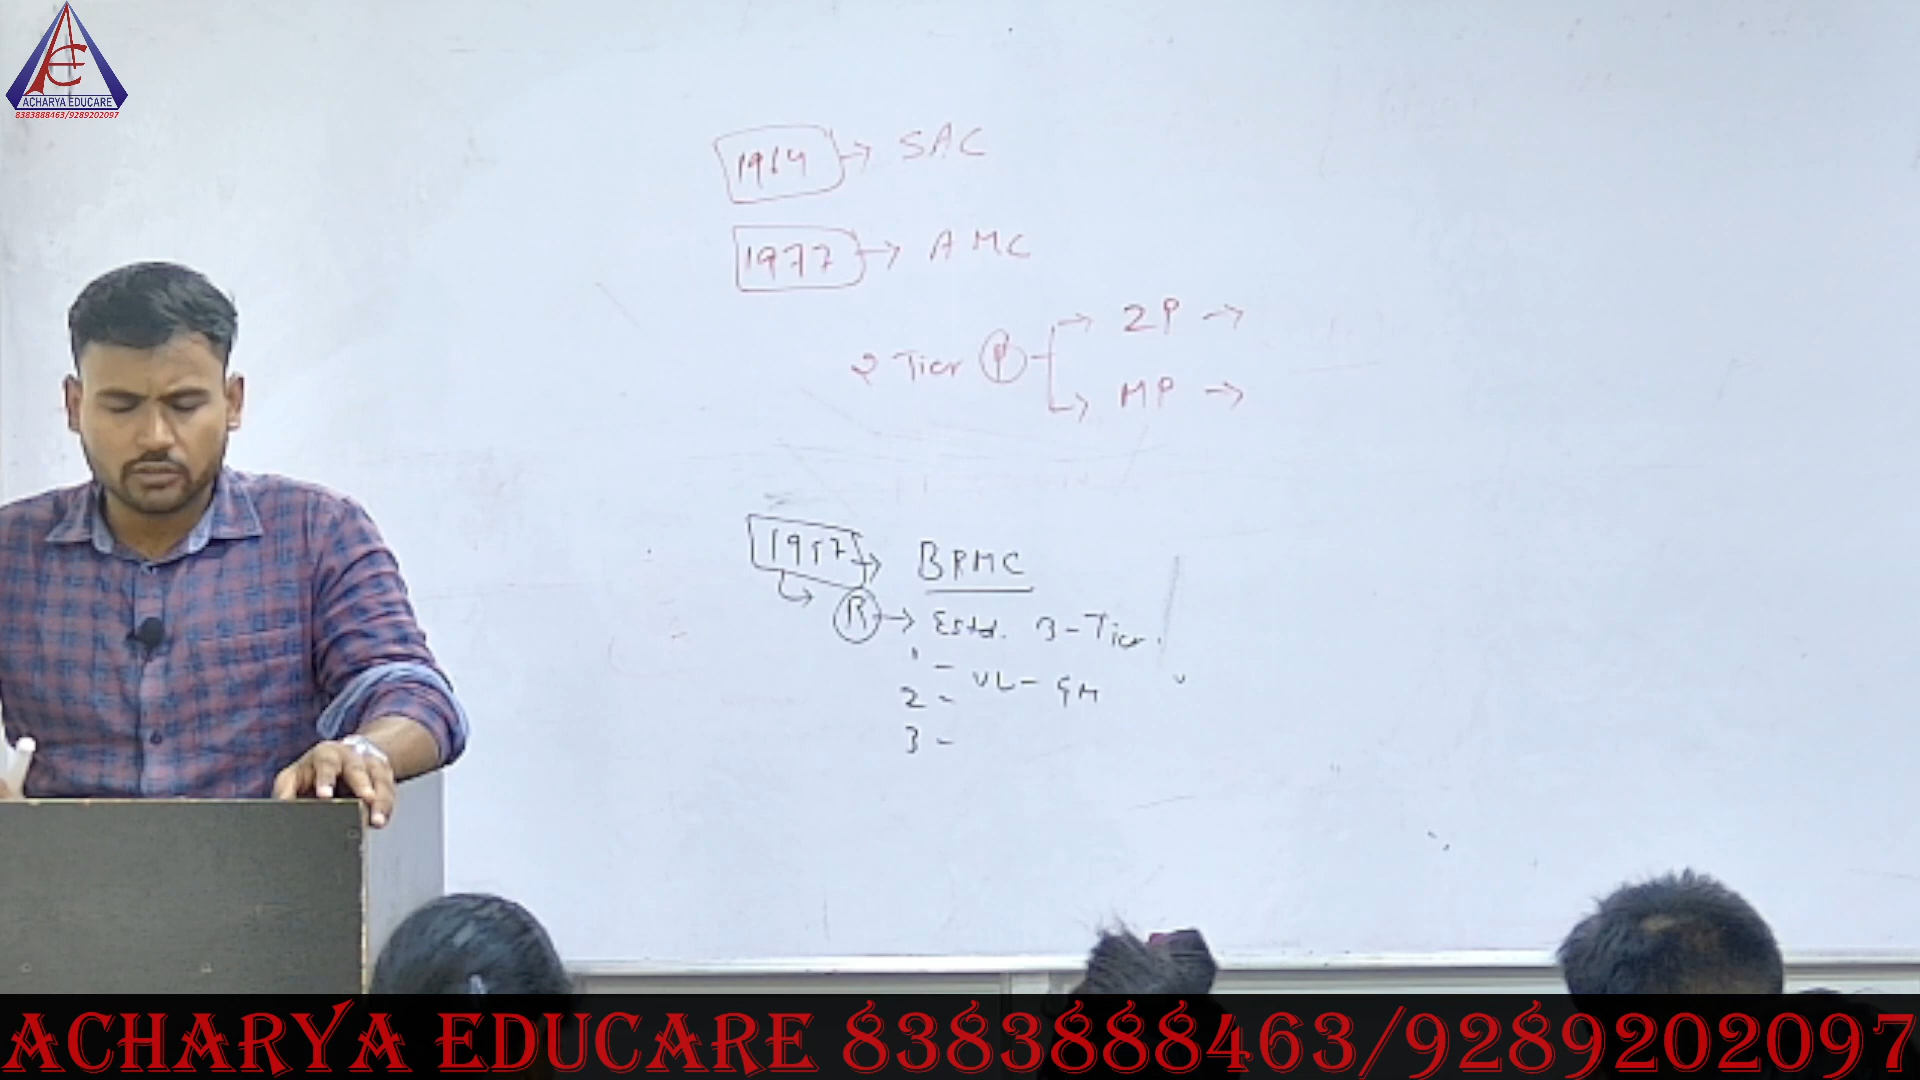 ACHARYA EDUCARE
8383888463/9289202097
1964 → SAC
1977 → AMC
2 Tier P → ZP →
→ MP →
1957 → BRMC
R → Estd. 3-Tier.
1 -
2 - VL - GM
3 -
ACHARYA EDUCARE 8383888463/9289202097